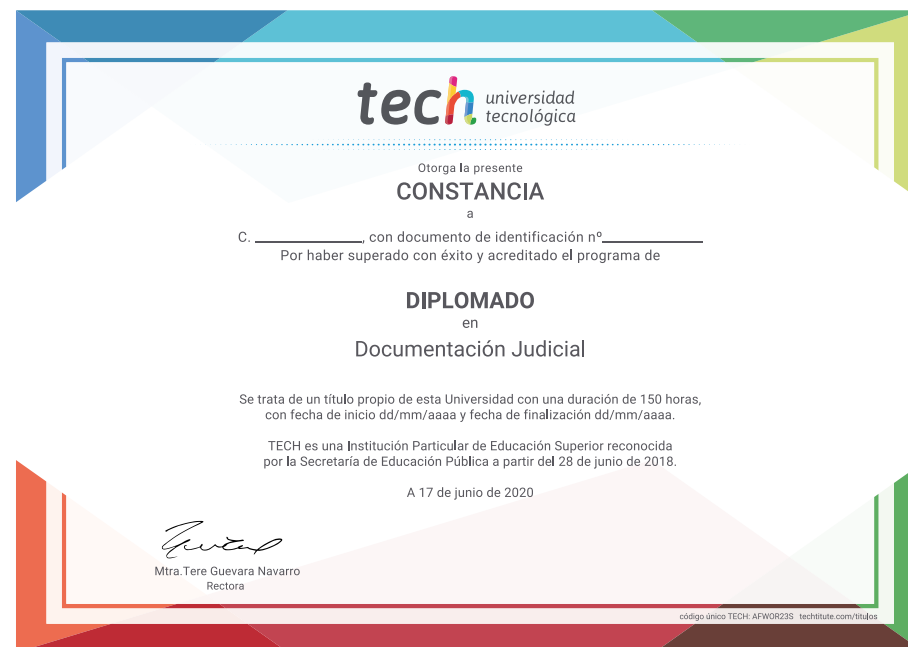 tech universidad
tecnológica
Otorga la presente
CONSTANCIA
a
C. ______________, con documento de identificación nº_____________
Por haber superado con éxito y acreditado el programa de
DIPLOMADO
en
Documentación Judicial
Se trata de un título propio de esta Universidad con una duración de 150 horas,
con fecha de inicio dd/mm/aaaa y fecha de finalización dd/mm/aaaa.
TECH es una Institución Particular de Educación Superior reconocida
por la Secretaría de Educación Pública a partir del 28 de junio de 2018.
A 17 de junio de 2020
Mtra.Tere Guevara Navarro
Rectora
código único TECH: AFWOR23S techtitute.com/titulos